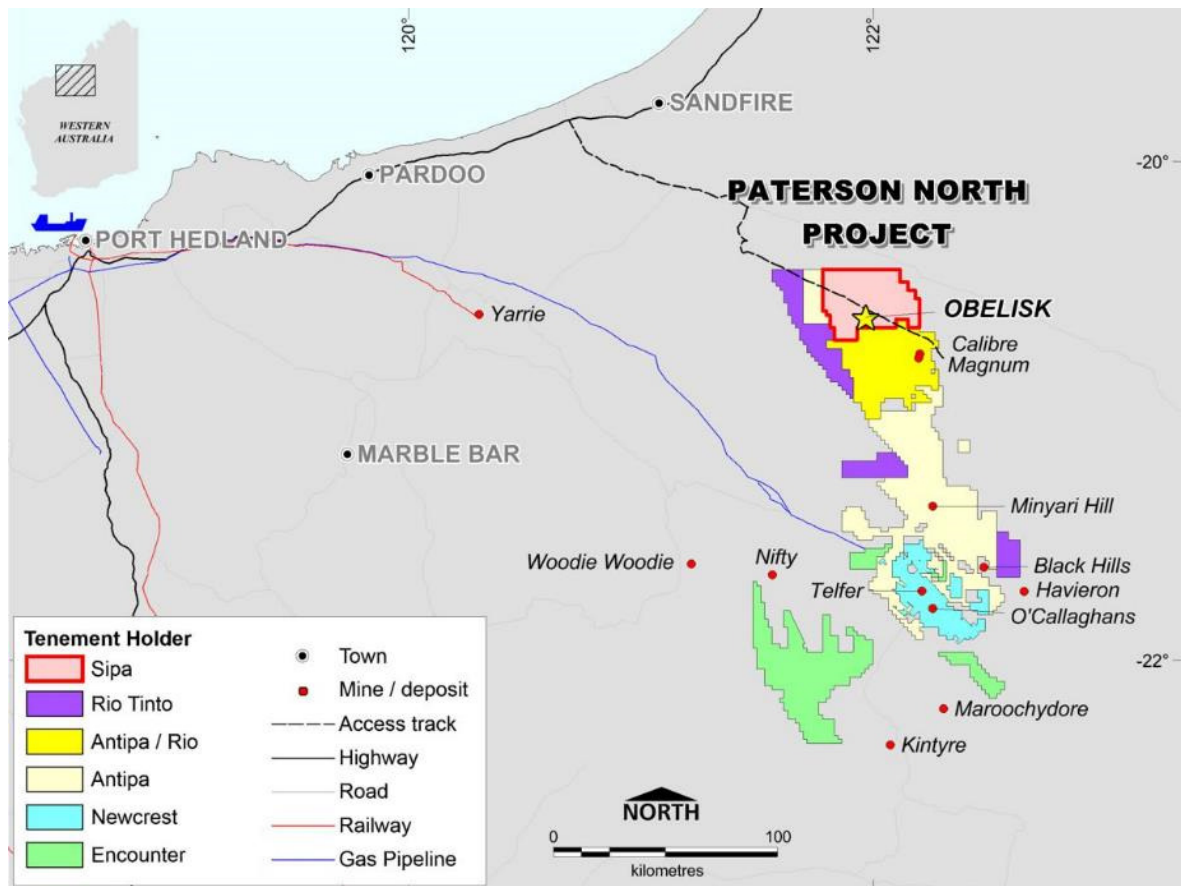 120°
122°
WESTERN
AUSTRALIA
SANDFIRE
-20°
PARDOO
PATERSON NORTH
PROJECT
PORT HEDLAND
Yarrie
OBELISK
Calibre
Magnum
MARBLE BAR
Minyari Hill
Woodie Woodie
Nifty
Black Hills
Telfer
Havieron
O'Callaghans
-22°
Maroochydore
Kintyre
Tenement Holder
Sipa
Rio Tinto
Antipa / Rio
Antipa
Newcrest
Encounter
Town
Mine / deposit
Access track
Highway
Road
Railway
Gas Pipeline
NORTH
0 100
kilometres